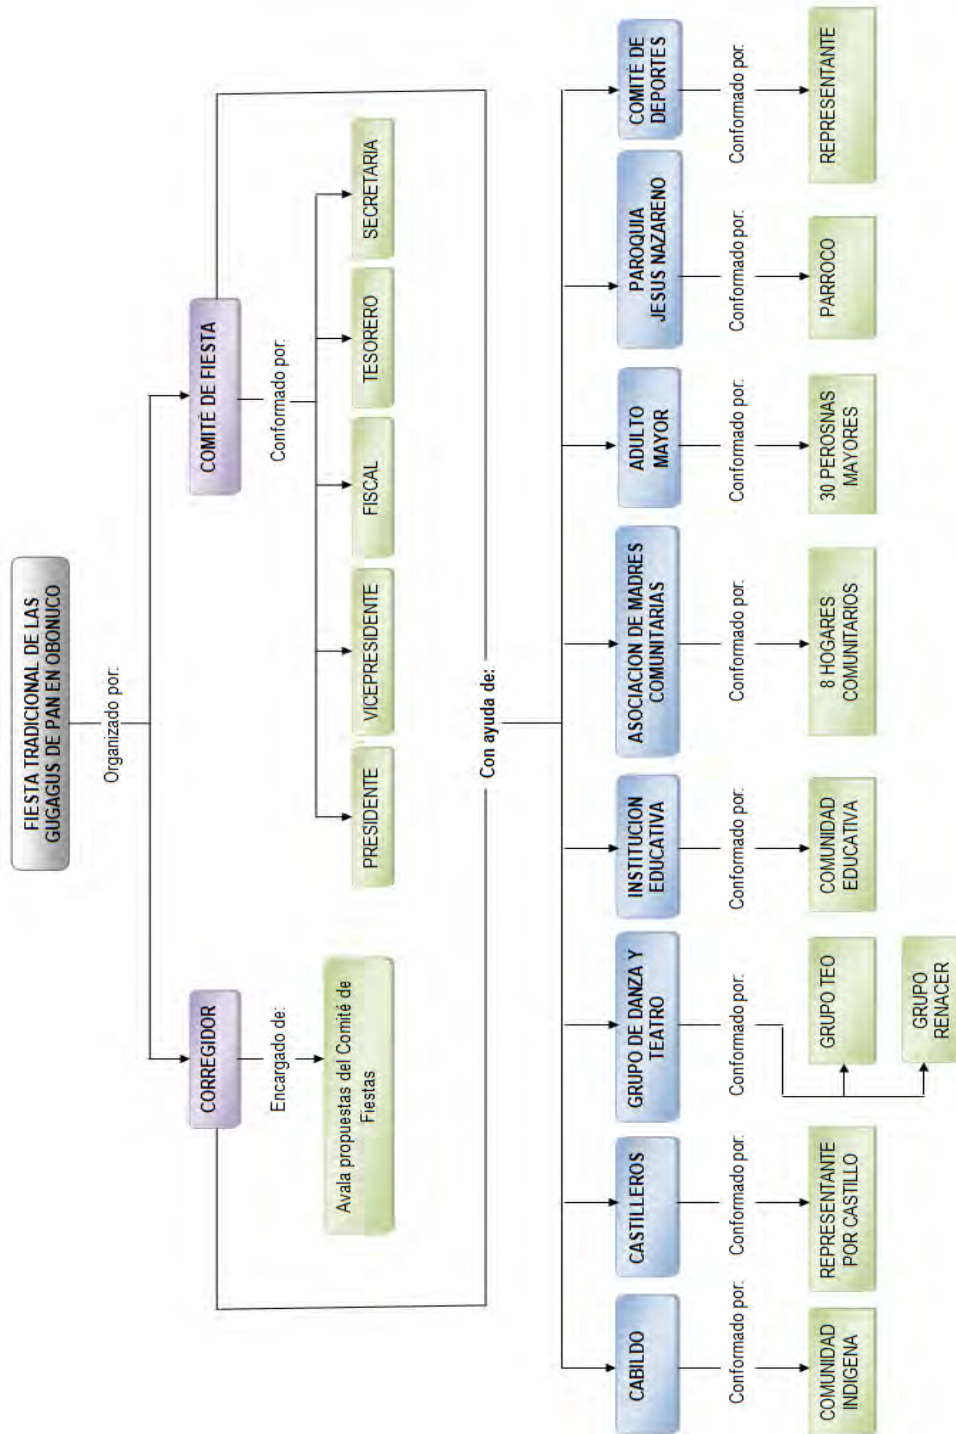 FIESTA TRADICIONAL DE LAS
GUGAGUS DE PAN EN OBONUCO
Organizado por:
CORREGIDOR
COMITÉ DE FIESTA
Encargado de:
Conformado por:
Avala propuestas del Comité de
Fiestas
PRESIDENTE
VICEPRESIDENTE
FISCAL
TESORERO
SECRETARIA
Con ayuda de:
CABILDO
CASTILLEROS
GRUPO DE DANZA Y
TEATRO
INSTITUCION
EDUCATIVA
ASOCIACION DE MADRES
COMUNITARIAS
ADULTO
MAYOR
PAROQUIA
JESUS NAZARENO
COMITÉ DE
DEPORTES
Conformado por:
Conformado por:
Conformado por:
Conformado por:
Conformado por:
Conformado por:
Conformado por:
Conformado por:
COMUNIDAD
INDIGENA
REPRESENTANTE
POR CASTILLO
GRUPO TEO
GRUPO
RENACER
COMUNIDAD
EDUCATIVA
8 HOGARES
COMUNITARIOS
30 PEROSNAS
MAYORES
PARROCO
REPRESENTANTE